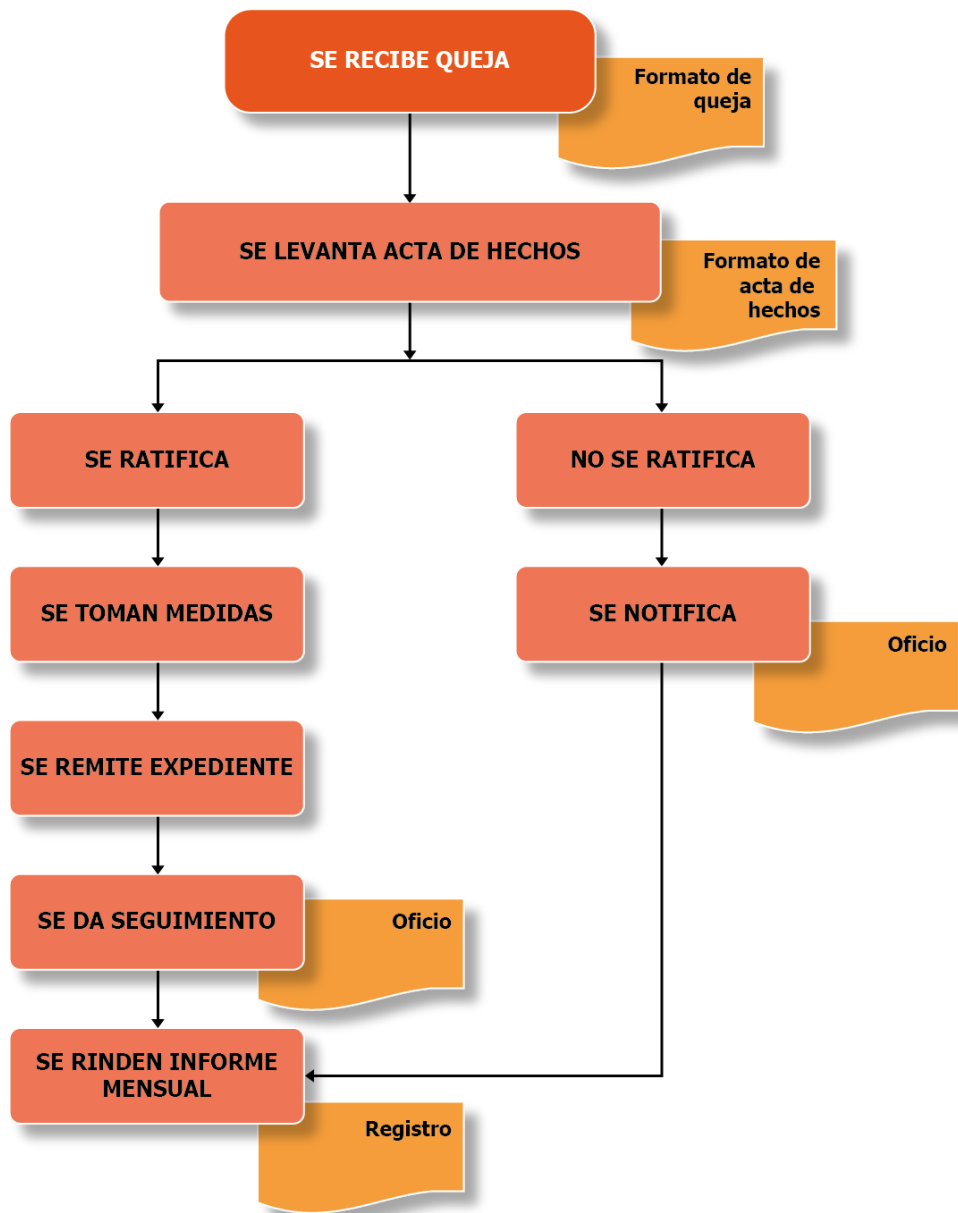 SE RECIBE QUEJA
Formato de
queja
SE LEVANTA ACTA DE HECHOS
Formato de
acta de
hechos
SE RATIFICA
NO SE RATIFICA
SE TOMAN MEDIDAS
SE NOTIFICA
Oficio
SE REMITE EXPEDIENTE
SE DA SEGUIMIENTO
Oficio
SE RINDEN INFORME
MENSUAL
Registro